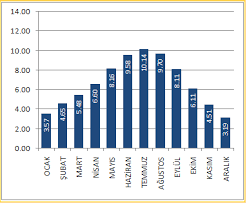 14.00
12.00
10.00
8.00
6.00
4.00
2.00
0.00
3.57
4.65
5.48
6.60
8.16
9.58
10.14
9.70
8.11
6.11
4.51
3.19
OCAK
ŞUBAT
MART
NİSAN
MAYIS
HAZİRAN
TEMMUZ
AĞUSTOS
EYLÜL
EKİM
KASIM
ARALIK